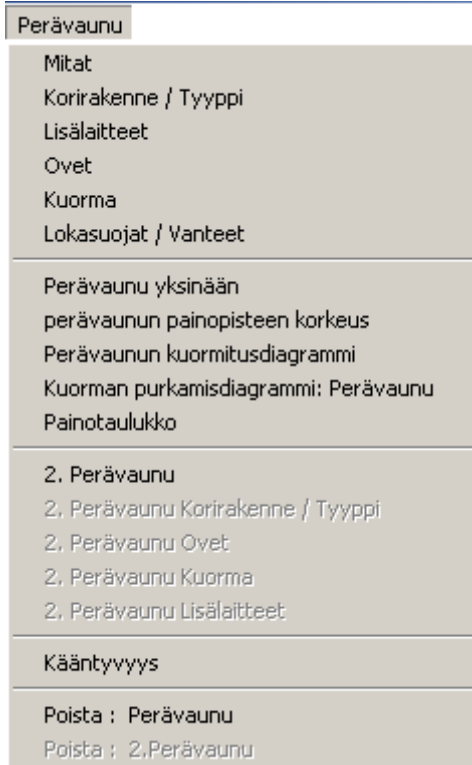 Perävaunu
Mitat
Korirakenne / Tyyppi
Lisälaitteet
Ovet
Kuorma
Lokasuojat / Vanteet
Perävaunu yksinään
perävaunun painopisteen korkeus
Perävaunun kuormitusdiagrammi
Kuorman purkamisdiagrammi: Perävaunu
Painotaulukko
2. Perävaunu
2. Perävaunu Korirakenne / Tyyppi
2. Perävaunu Ovet
2. Perävaunu Kuorma
2. Perävaunu Lisälaitteet
Kääntyvyys
Poista : Perävaunu
Poista : 2.Perävaunu